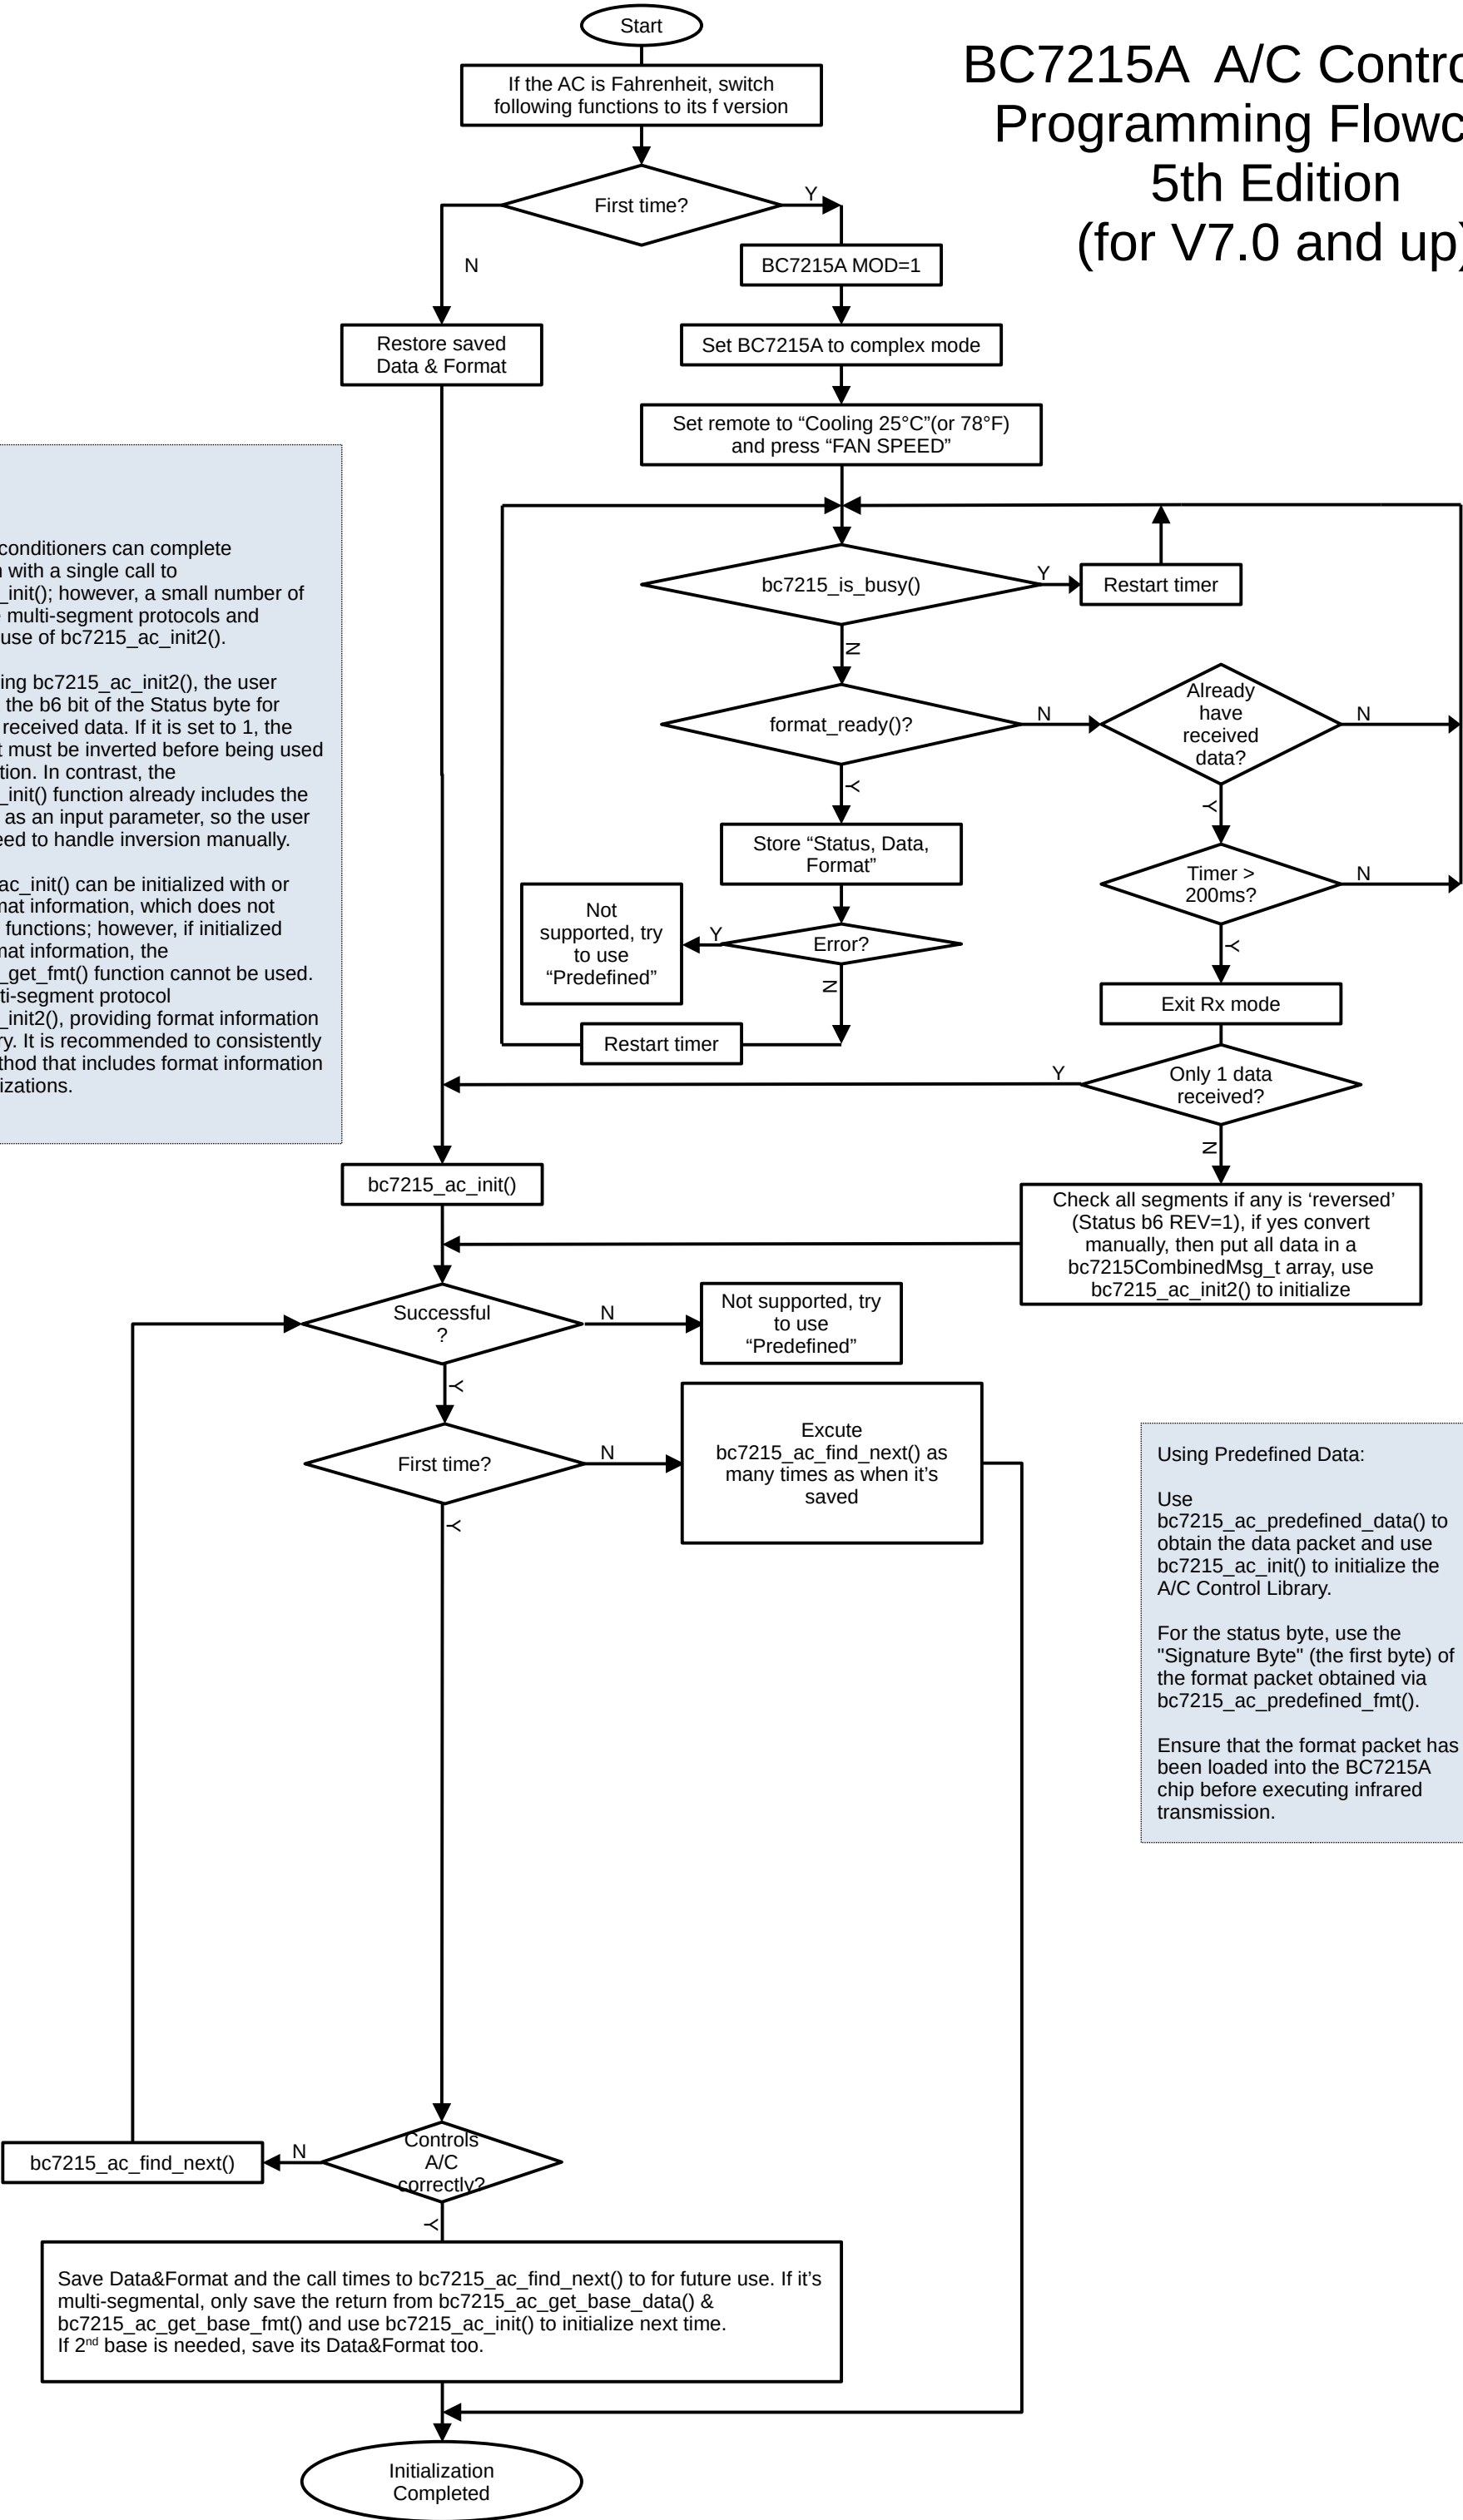 Start
BC7215A  A/C Contro
Programming Flowc
5th Edition
(for V7.0 and up)
If the AC is Fahrenheit, switch
following functions to its f version
First time?
Y
N
BC7215A MOD=1
Restore saved
Data & Format
Set BC7215A to complex mode
Set remote to “Cooling 25°C”(or 78°F)
and press “FAN SPEED”
conditioners can complete
n with a single call to
_init(); however, a small number of
e multi-segment protocols and
use of bc7215_ac_init2().
ing bc7215_ac_init2(), the user
the b6 bit of the Status byte for
received data. If it is set to 1, the
t must be inverted before being used
tion. In contrast, the
_init() function already includes the
as an input parameter, so the user
eed to handle inversion manually.
ac_init() can be initialized with or
mat information, which does not
functions; however, if initialized
mat information, the
_get_fmt() function cannot be used.
ti-segment protocol
_init2(), providing format information
ry. It is recommended to consistently
thod that includes format information
izations.
bc7215_is_busy()
Y
Restart timer
N
format_ready()?
N
Already
have
received
data?
N
Y
Y
Store “Status, Data,
Format”
Timer >
200ms?
N
Not
supported, try
to use
“Predefined”
Y
Error?
Y
N
Exit Rx mode
Restart timer
Only 1 data
received?
Y
N
bc7215_ac_init()
Check all segments if any is ‘reversed’
(Status b6 REV=1), if yes convert
manually, then put all data in a
bc7215CombinedMsg_t array, use
bc7215_ac_init2() to initialize
Successful
?
N
Not supported, try
to use
“Predefined”
Y
First time?
N
Excute
bc7215_ac_find_next() as
many times as when it’s
saved
Y
Using Predefined Data:
Use
bc7215_ac_predefined_data() to
obtain the data packet and use
bc7215_ac_init() to initialize the
A/C Control Library.
For the status byte, use the
"Signature Byte" (the first byte) of
the format packet obtained via
bc7215_ac_predefined_fmt().
Ensure that the format packet has
been loaded into the BC7215A
chip before executing infrared
transmission.
Controls
A/C
correctly?
N
bc7215_ac_find_next()
Y
Save Data&Format and the call times to bc7215_ac_find_next() to for future use. If it’s
multi-segmental, only save the return from bc7215_ac_get_base_data() &
bc7215_ac_get_base_fmt() and use bc7215_ac_init() to initialize next time.
If 2nd base is needed, save its Data&Format too.
Initialization
Completed